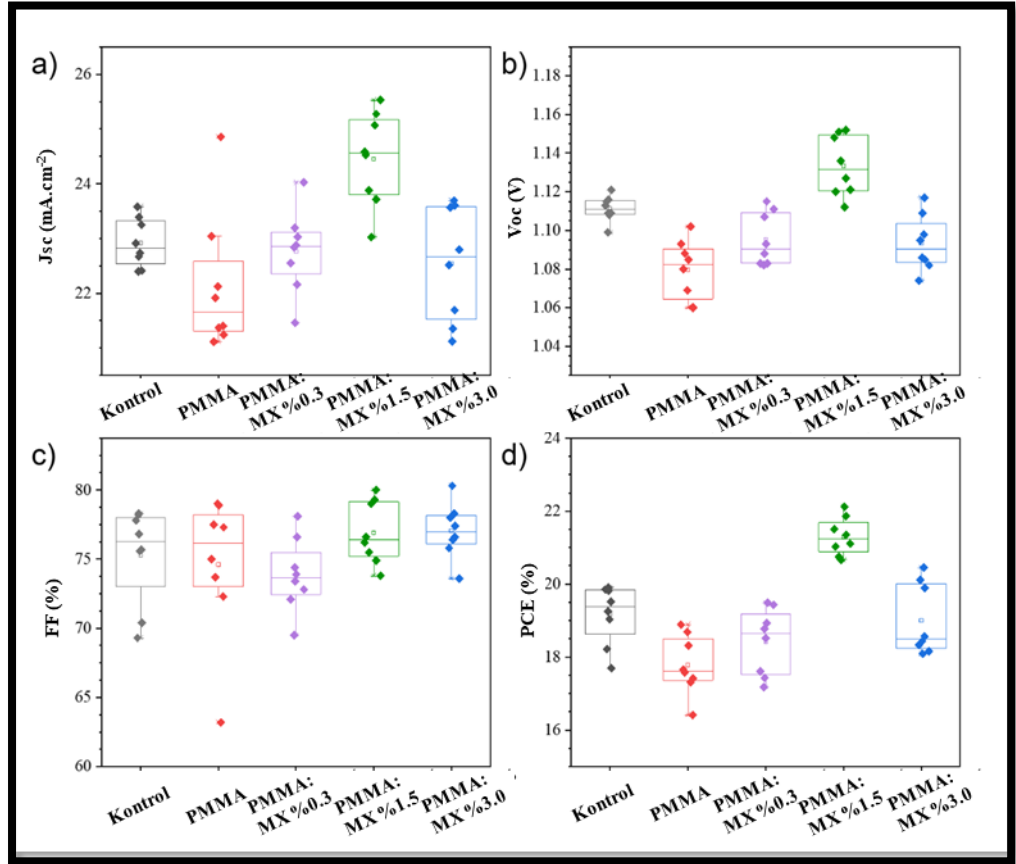 a)
26
24
22
Jsc (mA.cm-2)
Kontrol
PMMA
PMMA:
MX %0.3
PMMA:
MX %1.5
PMMA:
MX %3.0
b)
1.18
1.16
1.14
1.12
1.10
1.08
1.06
1.04
Voc (V)
Kontrol
PMMA
PMMA:
MX %0.3
PMMA:
MX %1.5
PMMA:
MX %3.0
c)
80
75
70
65
60
FF (%)
Kontrol
PMMA
PMMA:
MX %0.3
PMMA:
MX %1.5
PMMA:
MX %3.0
d)
24
22
20
18
16
PCE (%)
Kontrol
PMMA
PMMA:
MX %0.3
PMMA:
MX %1.5
PMMA:
MX %3.0